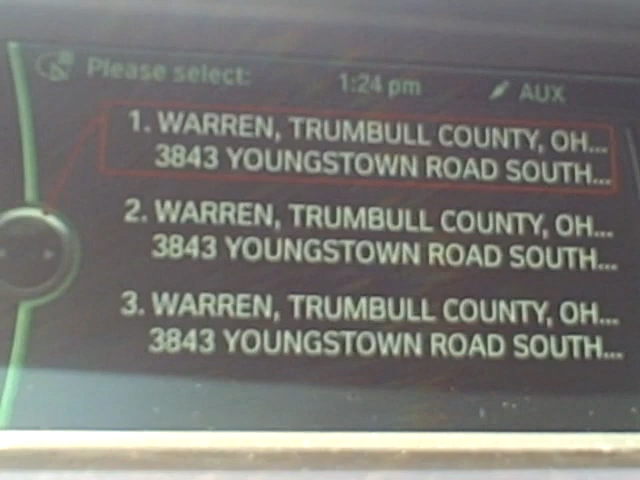 Please select:
1:24 pm
AUX
1. WARREN, TRUMBULL COUNTY, OH...
3843 YOUNGSTOWN ROAD SOUTH...
2. WARREN, TRUMBULL COUNTY, OH...
3843 YOUNGSTOWN ROAD SOUTH...
3. WARREN, TRUMBULL COUNTY, OH...
3843 YOUNGSTOWN ROAD SOUTH...